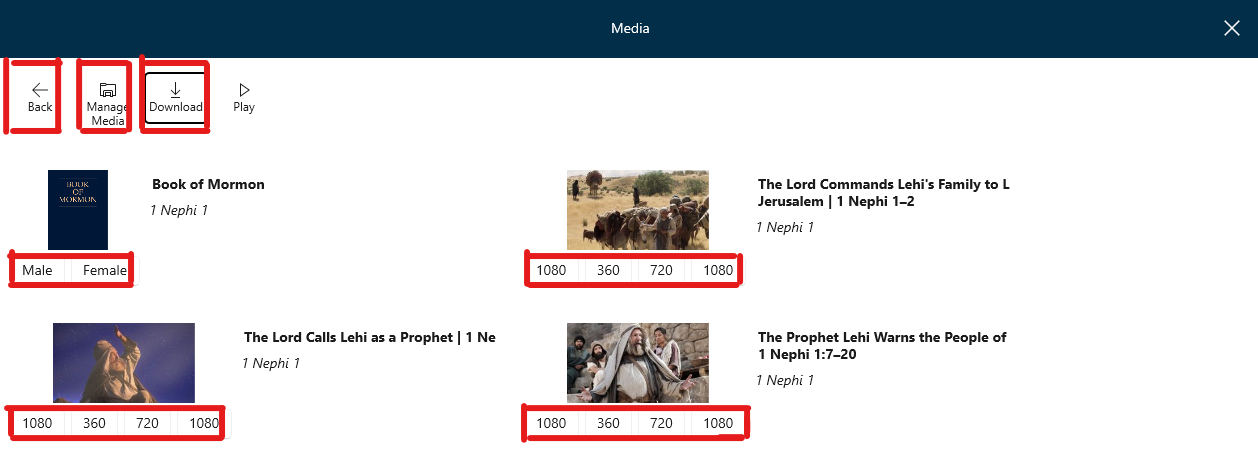 Media
Back
Manage
Media
Download
Play
BOOK
OF
MORMON
Book of Mormon
1 Nephi 1
Male Female
The Lord Commands Lehi's Family to L
Jerusalem | 1 Nephi 1–2
1 Nephi 1
1080 360 720 1080
The Lord Calls Lehi as a Prophet | 1 Ne
1 Nephi 1
1080 360 720 1080
The Prophet Lehi Warns the People of
1 Nephi 1:7–20
1 Nephi 1
1080 360 720 1080